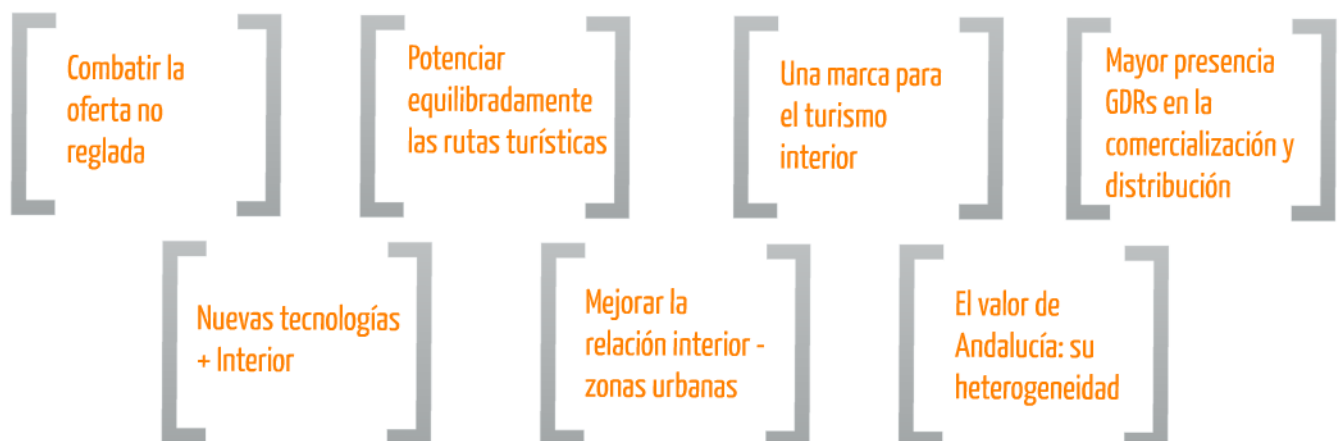 Combatir la
oferta no
reglada
Potenciar
equilibradamente
las rutas turísticas
Una marca para
el turismo
interior
Mayor presencia
GDRs en la
comercialización y
distribución
Nuevas tecnologías
+ Interior
Mejorar la
relación interior -
zonas urbanas
El valor de
Andalucía: su
heterogeneidad